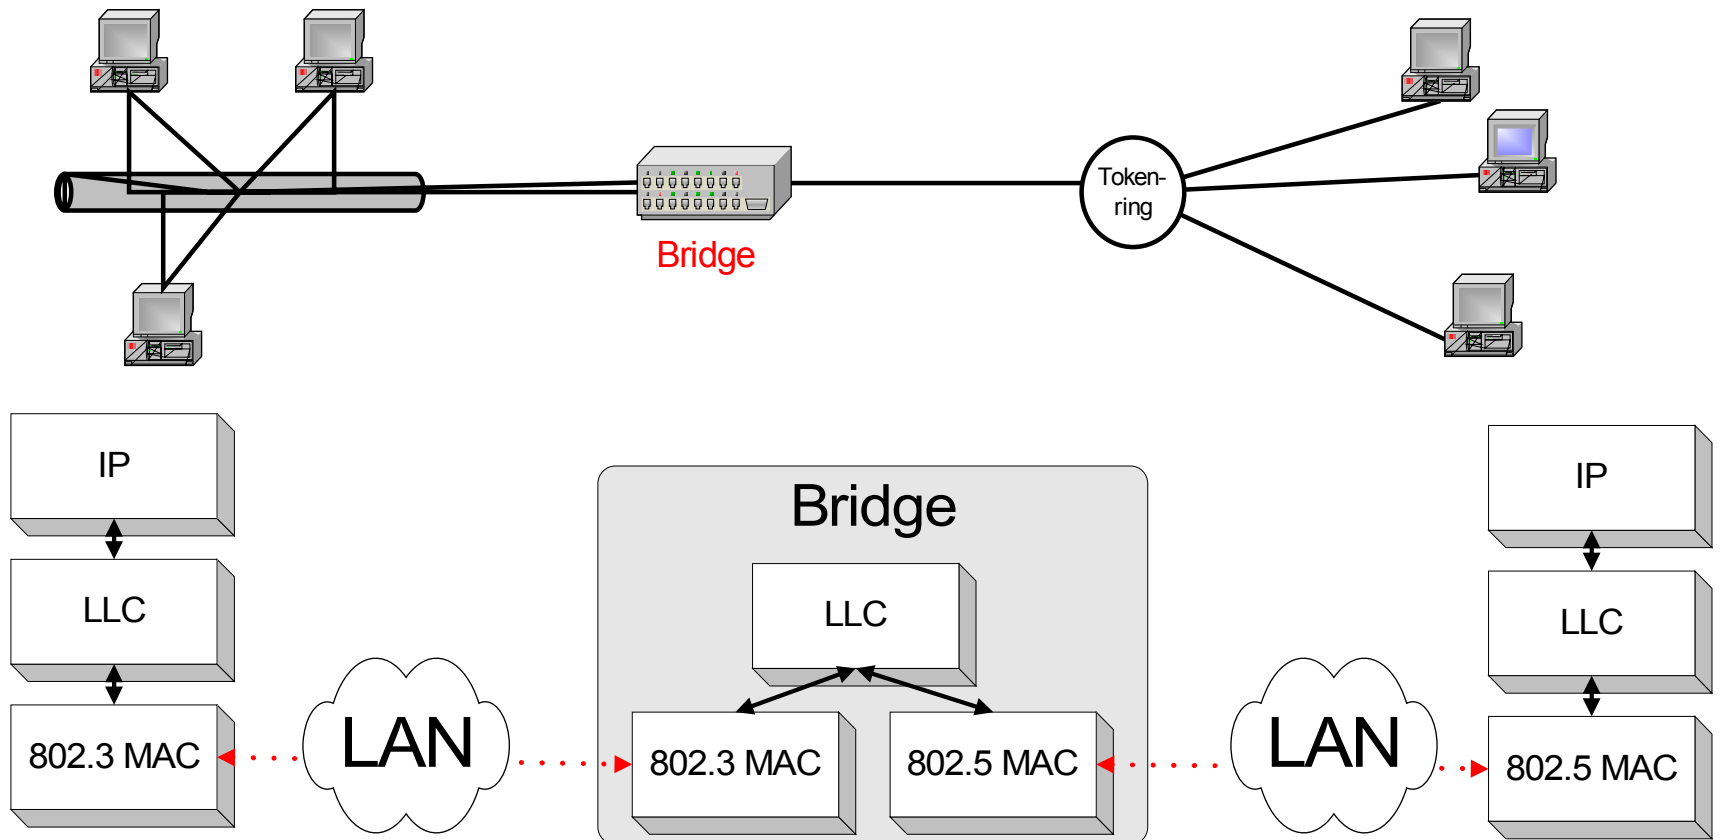 Token-
ring
Bridge
IP
LLC
802.3 MAC
LAN
Bridge
LLC
802.3 MAC
802.5 MAC
LAN
IP
LLC
802.5 MAC